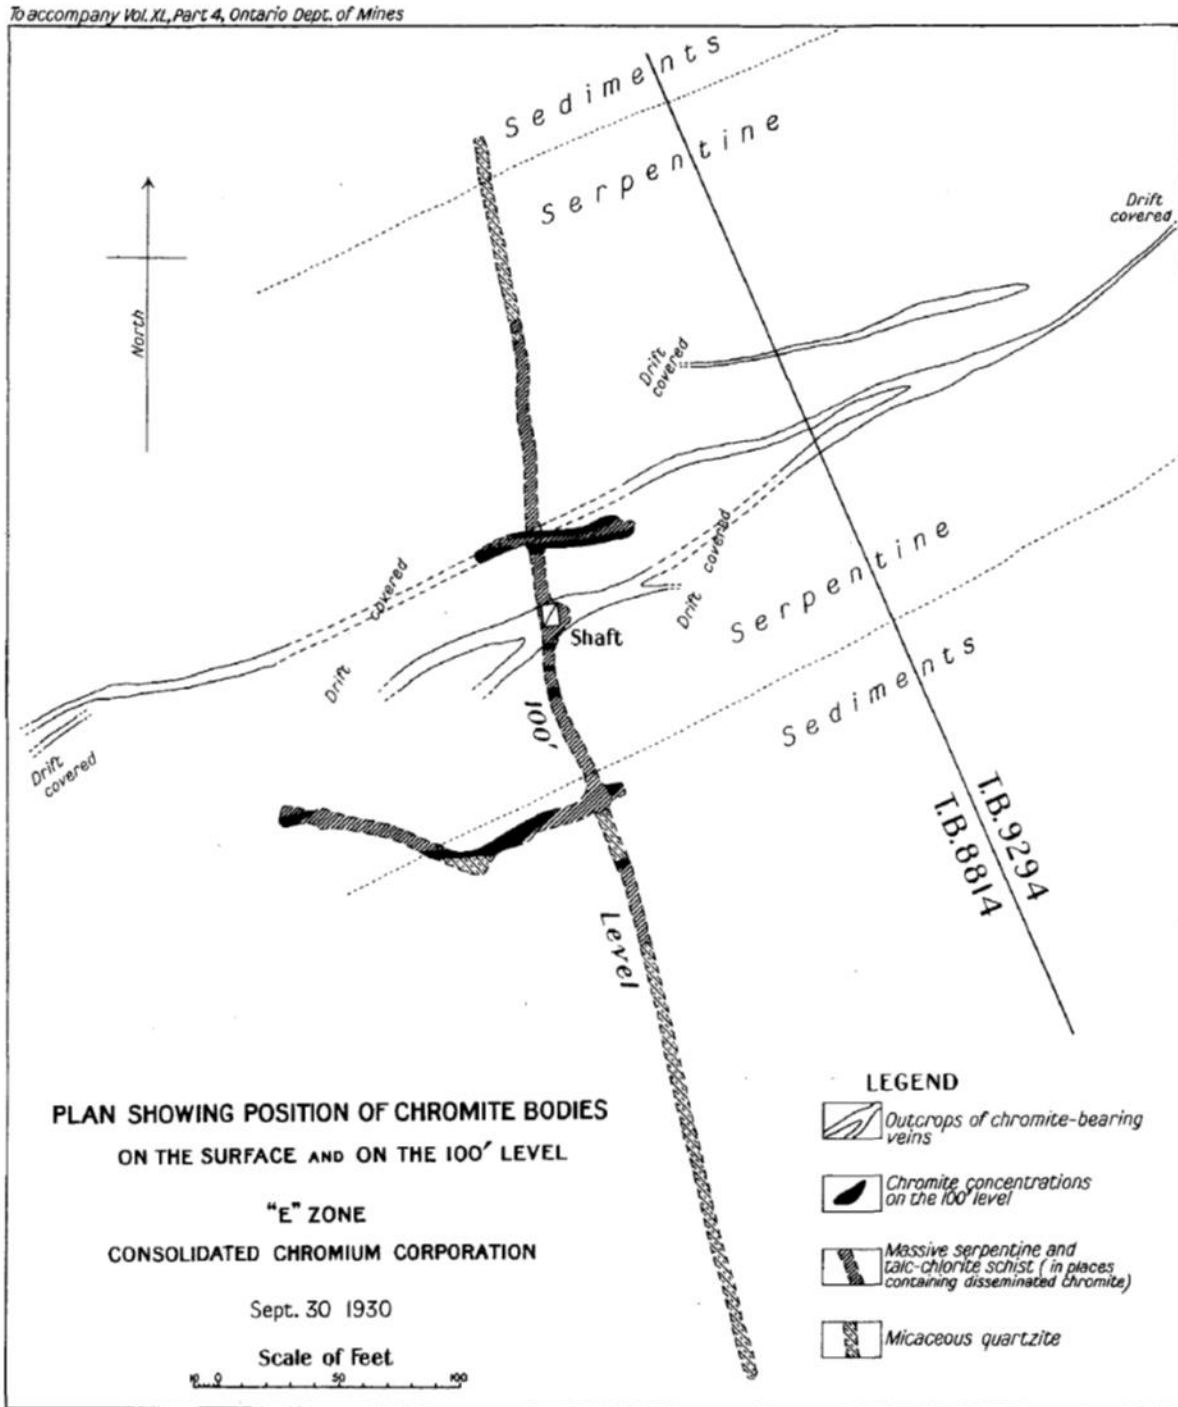 To accompany Vol. XL, Part 4, Ontario Dept. of Mines
Sediments
Serpentine
Drift
covered
North
Drift
covered
Drift
covered
covered
Drift
Shaft
Drift
100'
Level
Serpentine
Sediments
Drift
covered
T.B.9294
T.B.8814
PLAN SHOWING POSITION OF CHROMITE BODIES
ON THE SURFACE AND ON THE 100' LEVEL
"E" ZONE
CONSOLIDATED CHROMIUM CORPORATION
Sept. 30 1930
Scale of Feet
10 0 50 100
LEGEND
Outcrops of chromite-bearing
veins
Chromite concentrations
on the 100' level
Massive serpentine and
talc-chlorite schist (in places
containing disseminated chromite)
Micaceous quartzite